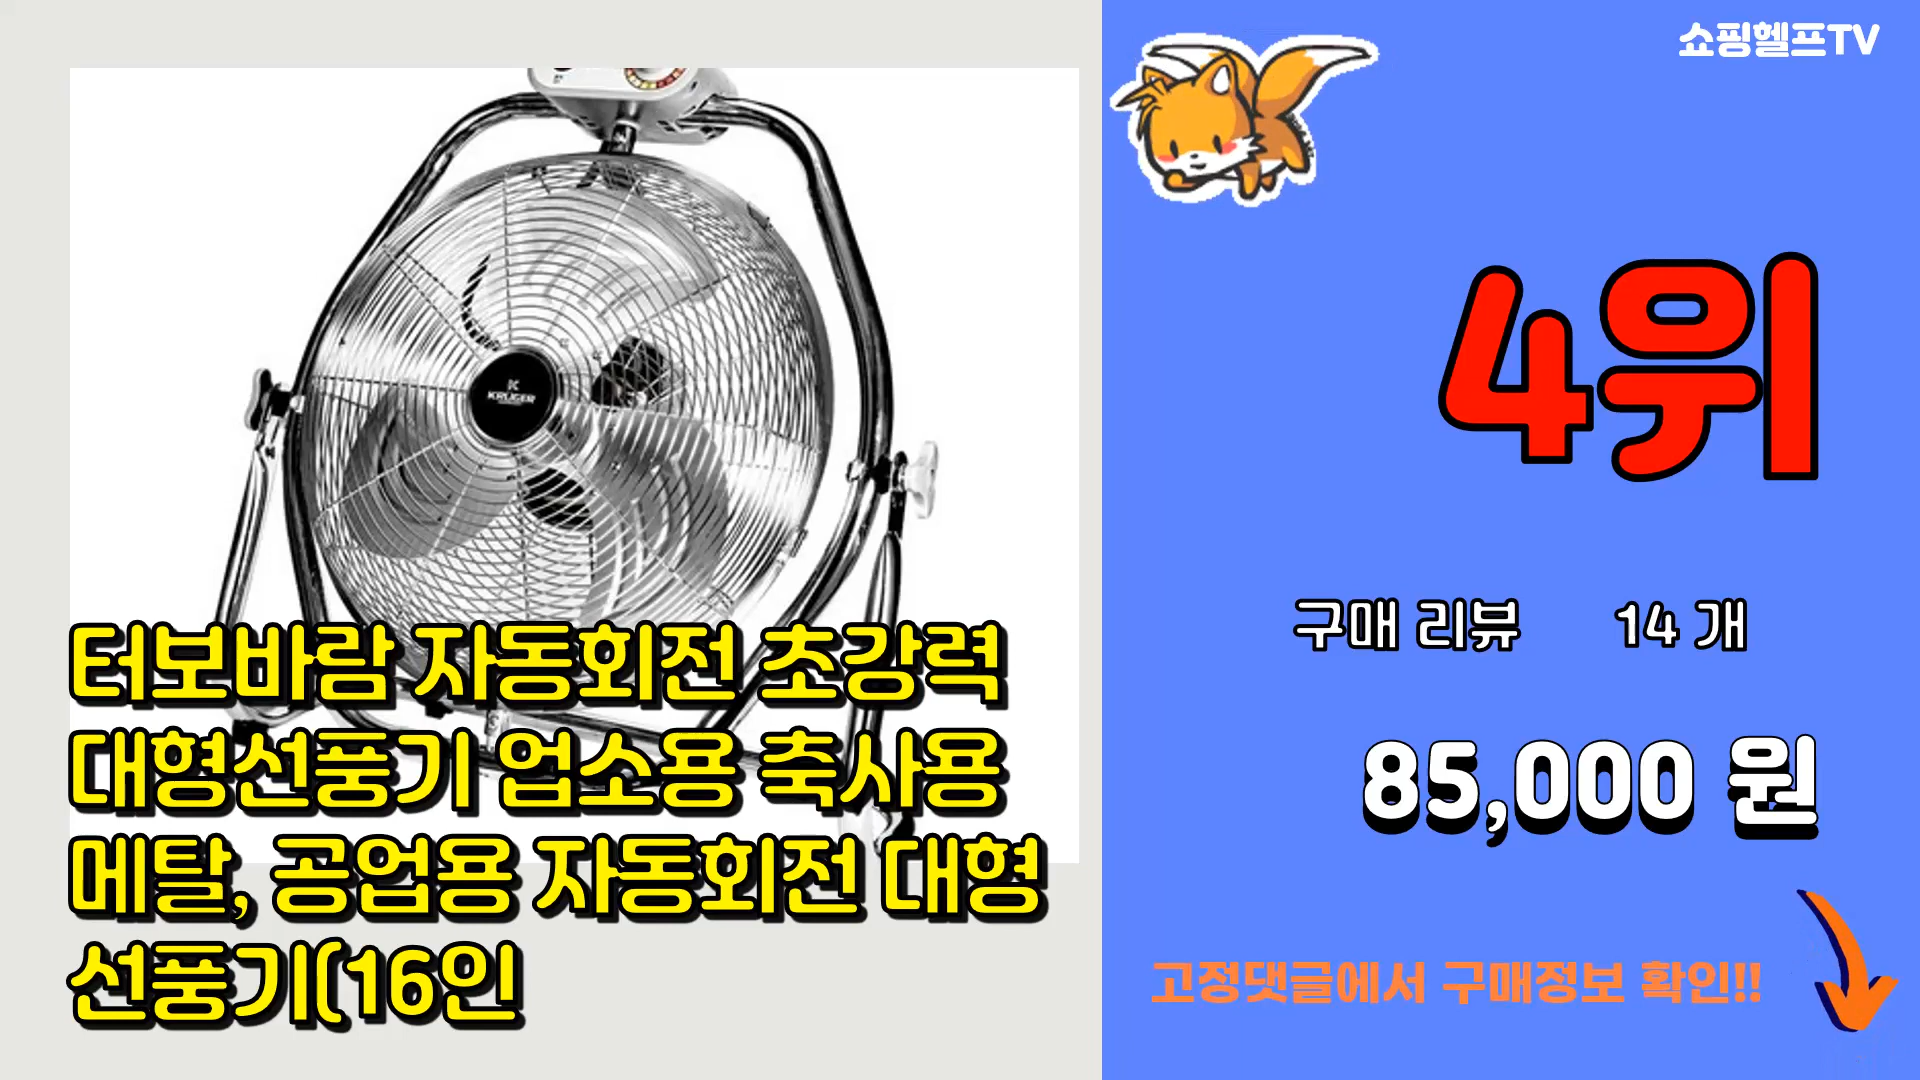 쇼핑헬프TV
4위
구매 리뷰 14 개
85,000 원
고정댓글에서 구매정보 확인!!
K
KRÜGER
터보바람 자동회전 초강력
대형선풍기 업소용 축사용
메탈, 공업용 자동회전 대형
선풍기(16인